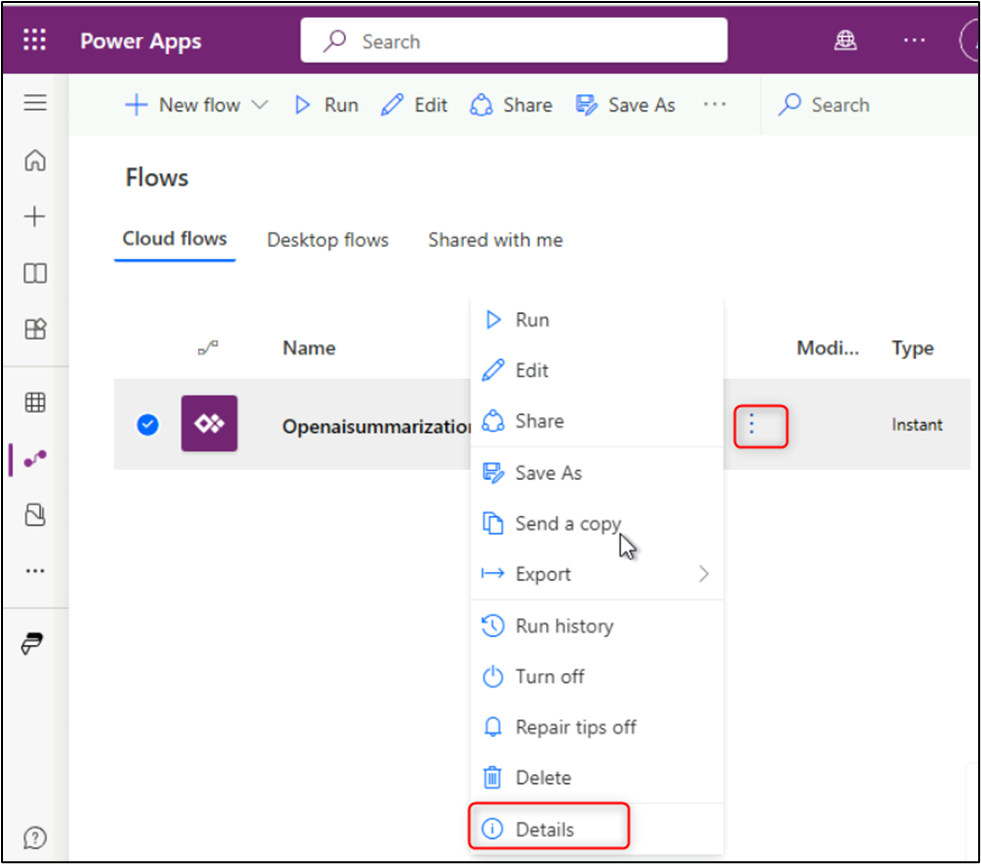 Power Apps
Search
New flow
Run
Edit
Share
Save As
Search
Flows
Cloud flows
Desktop flows
Shared with me
Name
Modi...
Type
Openaisummarization
Instant
Run
Edit
Share
Save As
Send a copy
Export
Run history
Turn off
Repair tips off
Delete
Details